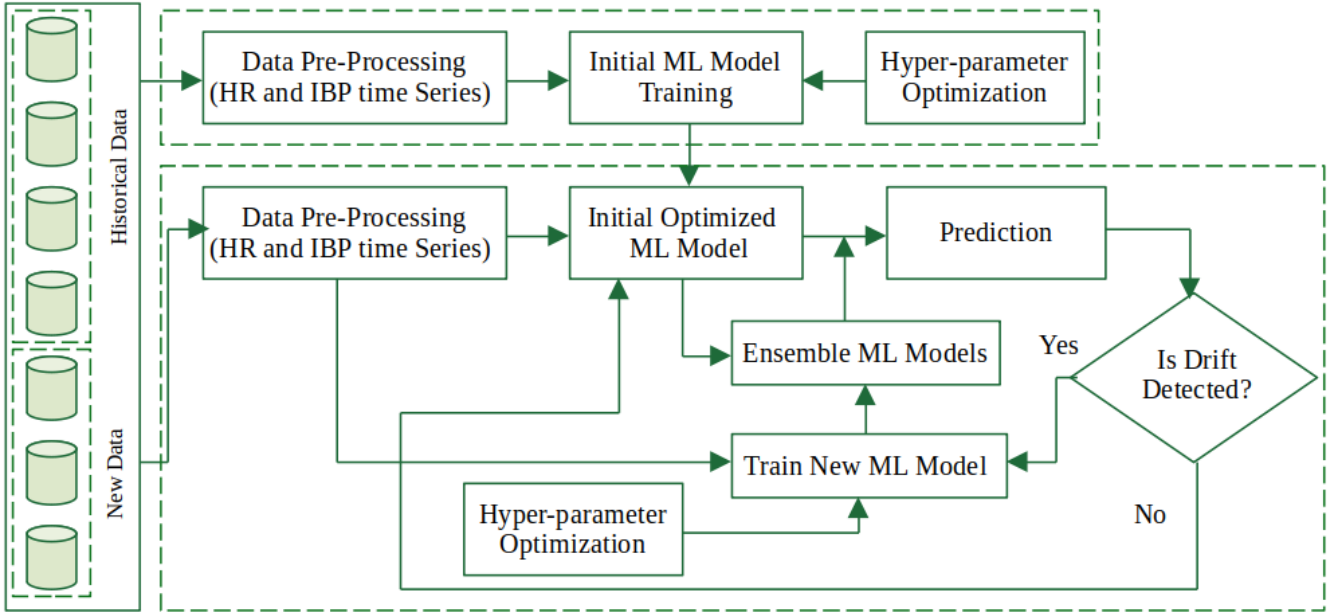 Historical Data
New Data
Data Pre-Processing
(HR and IBP time Series)
Initial ML Model
Training
Hyper-parameter
Optimization
Data Pre-Processing
(HR and IBP time Series)
Initial Optimized
ML Model
Prediction
Ensemble ML Models
Yes
Is Drift
Detected?
Train New ML Model
Hyper-parameter
Optimization
No